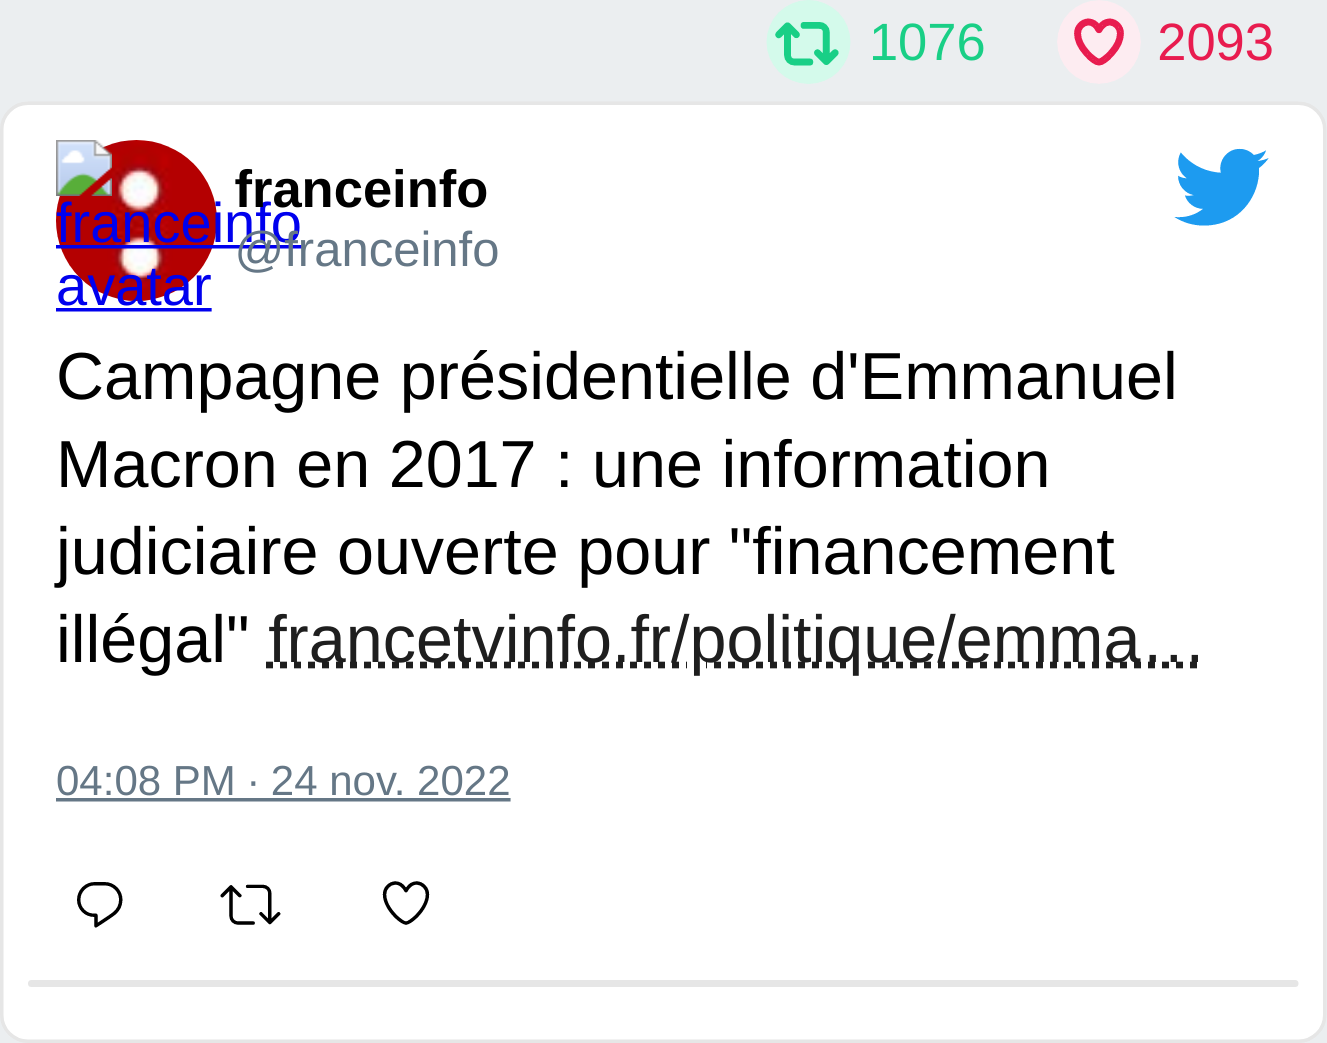 1076 2093
franceinfo
franceinfo
@franceinfo
avatar
Campagne présidentielle d'Emmanuel
Macron en 2017 : une information
judiciaire ouverte pour "financement
illégal" francetvinfo.fr/politique/emma…
04:08 PM · 24 nov. 2022